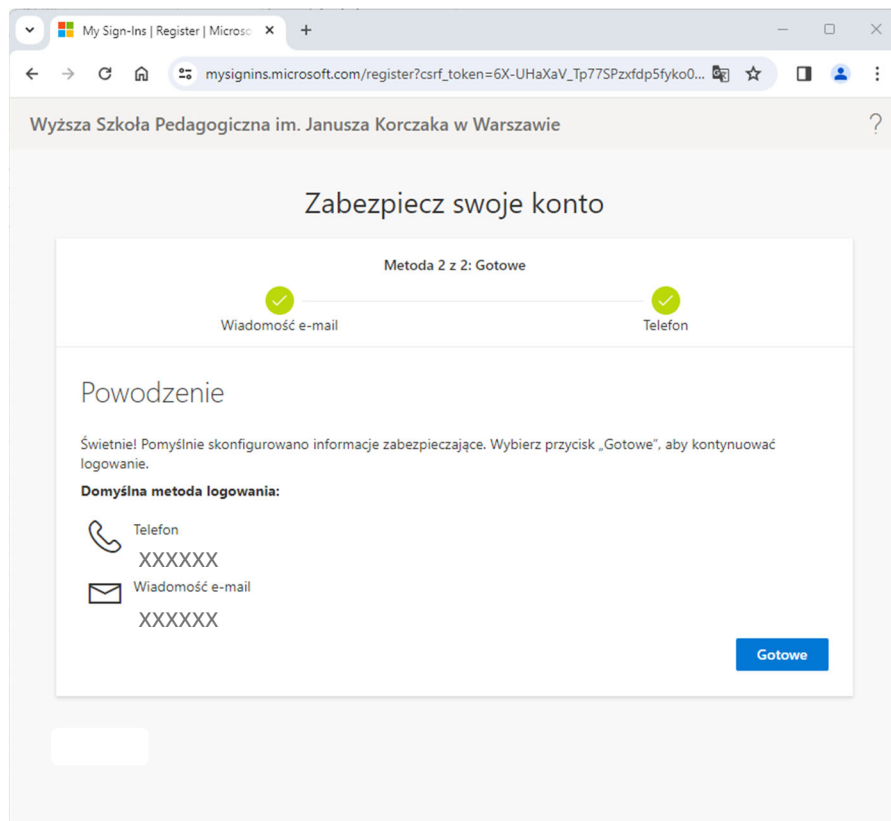 My Sign-Ins | Register | Microsc
mysignins.microsoft.com/register?csrf_token=6X-UHaXaV_Tp77SPzxfdp5fyko0...
Wyższa Szkoła Pedagogiczna im. Janusza Korczaka w Warszawie
?
Zabezpiecz swoje konto
Metoda 2 z 2: Gotowe
Wiadomość e-mail
Telefon
Powodzenie
Świetnie! Pomyślnie skonfigurowano informacje zabezpieczające. Wybierz przycisk „Gotowe”, aby kontynuować
logowanie.
Domyślna metoda logowania:
Telefon
XXXXXX
Wiadomość e-mail
XXXXXX
Gotowe